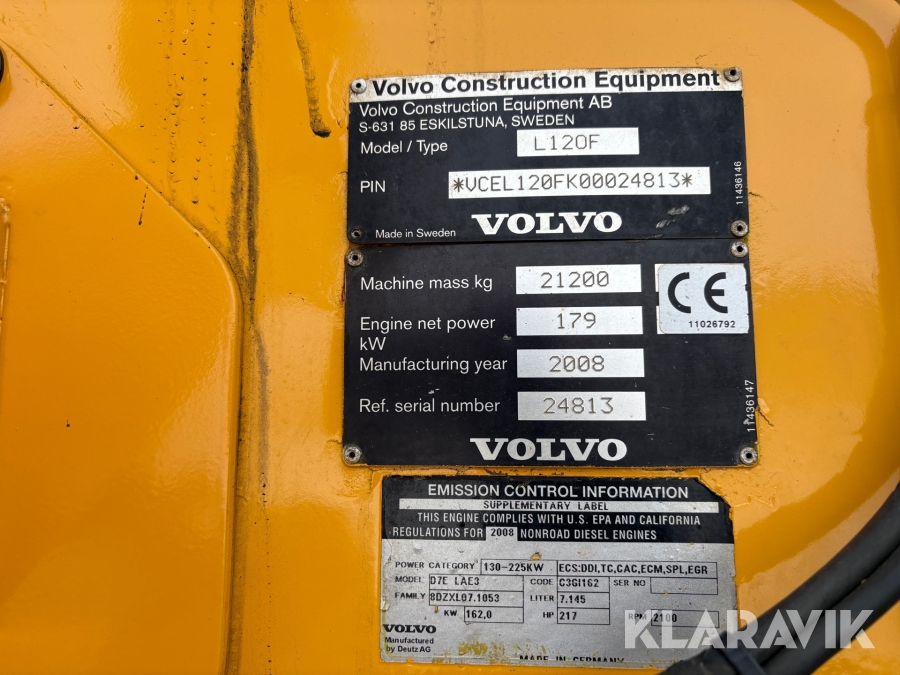 Volvo Construction Equipment
Volvo Construction Equipment AB
S-631 85 ESKILSTUNA, SWEDEN
Model / Type L120F
PIN *VCEL120FK00024813*
Made in Sweden VOLVO
11436146
Machine mass kg 21200
CE
11026792
Engine net power kW 179
Manufacturing year 2008
Ref. serial number 24813
VOLVO
11436147
EMISSION CONTROL INFORMATION
SUPPLEMENTARY LABEL
THIS ENGINE COMPLIES WITH U.S. EPA AND CALIFORNIA
REGULATIONS FOR 2008 NONROAD DIESEL ENGINES
POWER CATEGORY 130-225KW ECS:DDI,TC,CAC,ECM,SPL,EGR
MODEL D7E LAE3 CODE C3GI162 SER NO
FAMILY 8DZXL07.1053 LITER 7.145
KW 162,0 HP 217 RPM 2100
VOLVO
Manufactured
by Deutz AG
MADE IN GERMANY
KLARAVIK